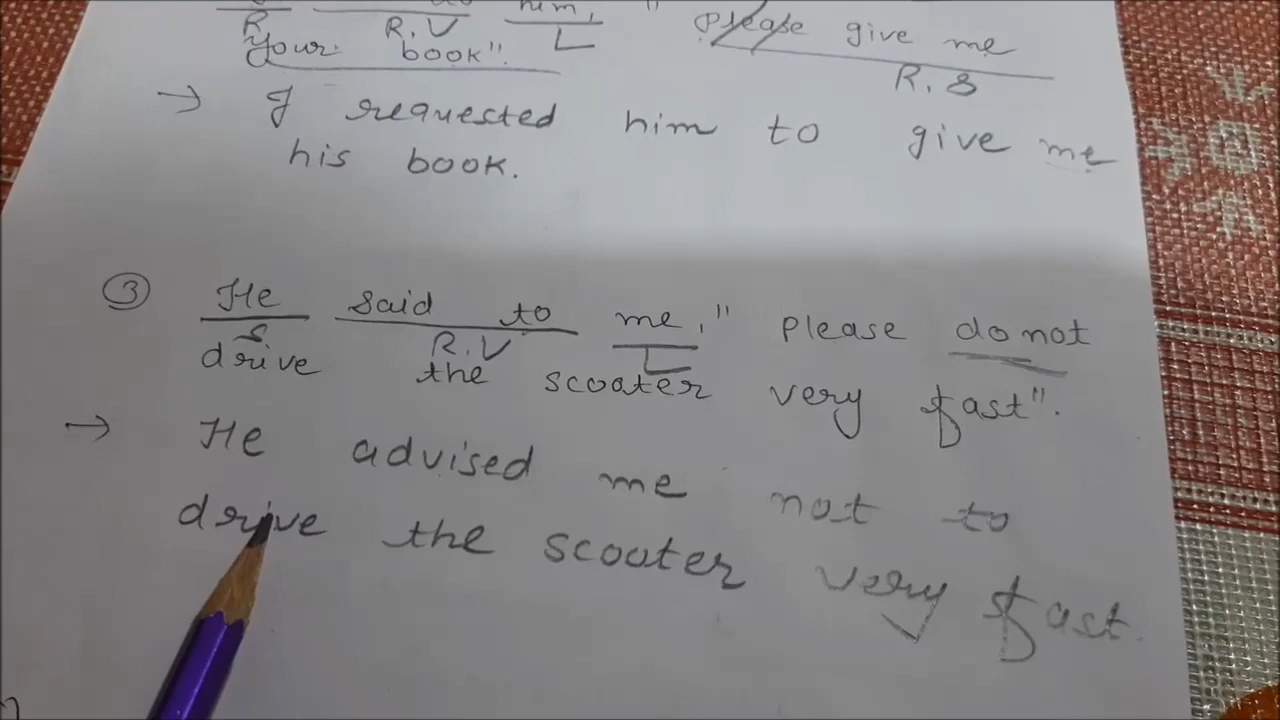 him, " please give me
R R.V L R.S
your book".
→ I requested him to give me
his book.
③ He said to me, " please do not
S R.V L
drive the scooter very fast".
→ He advised me not to
drive the scooter very fast.